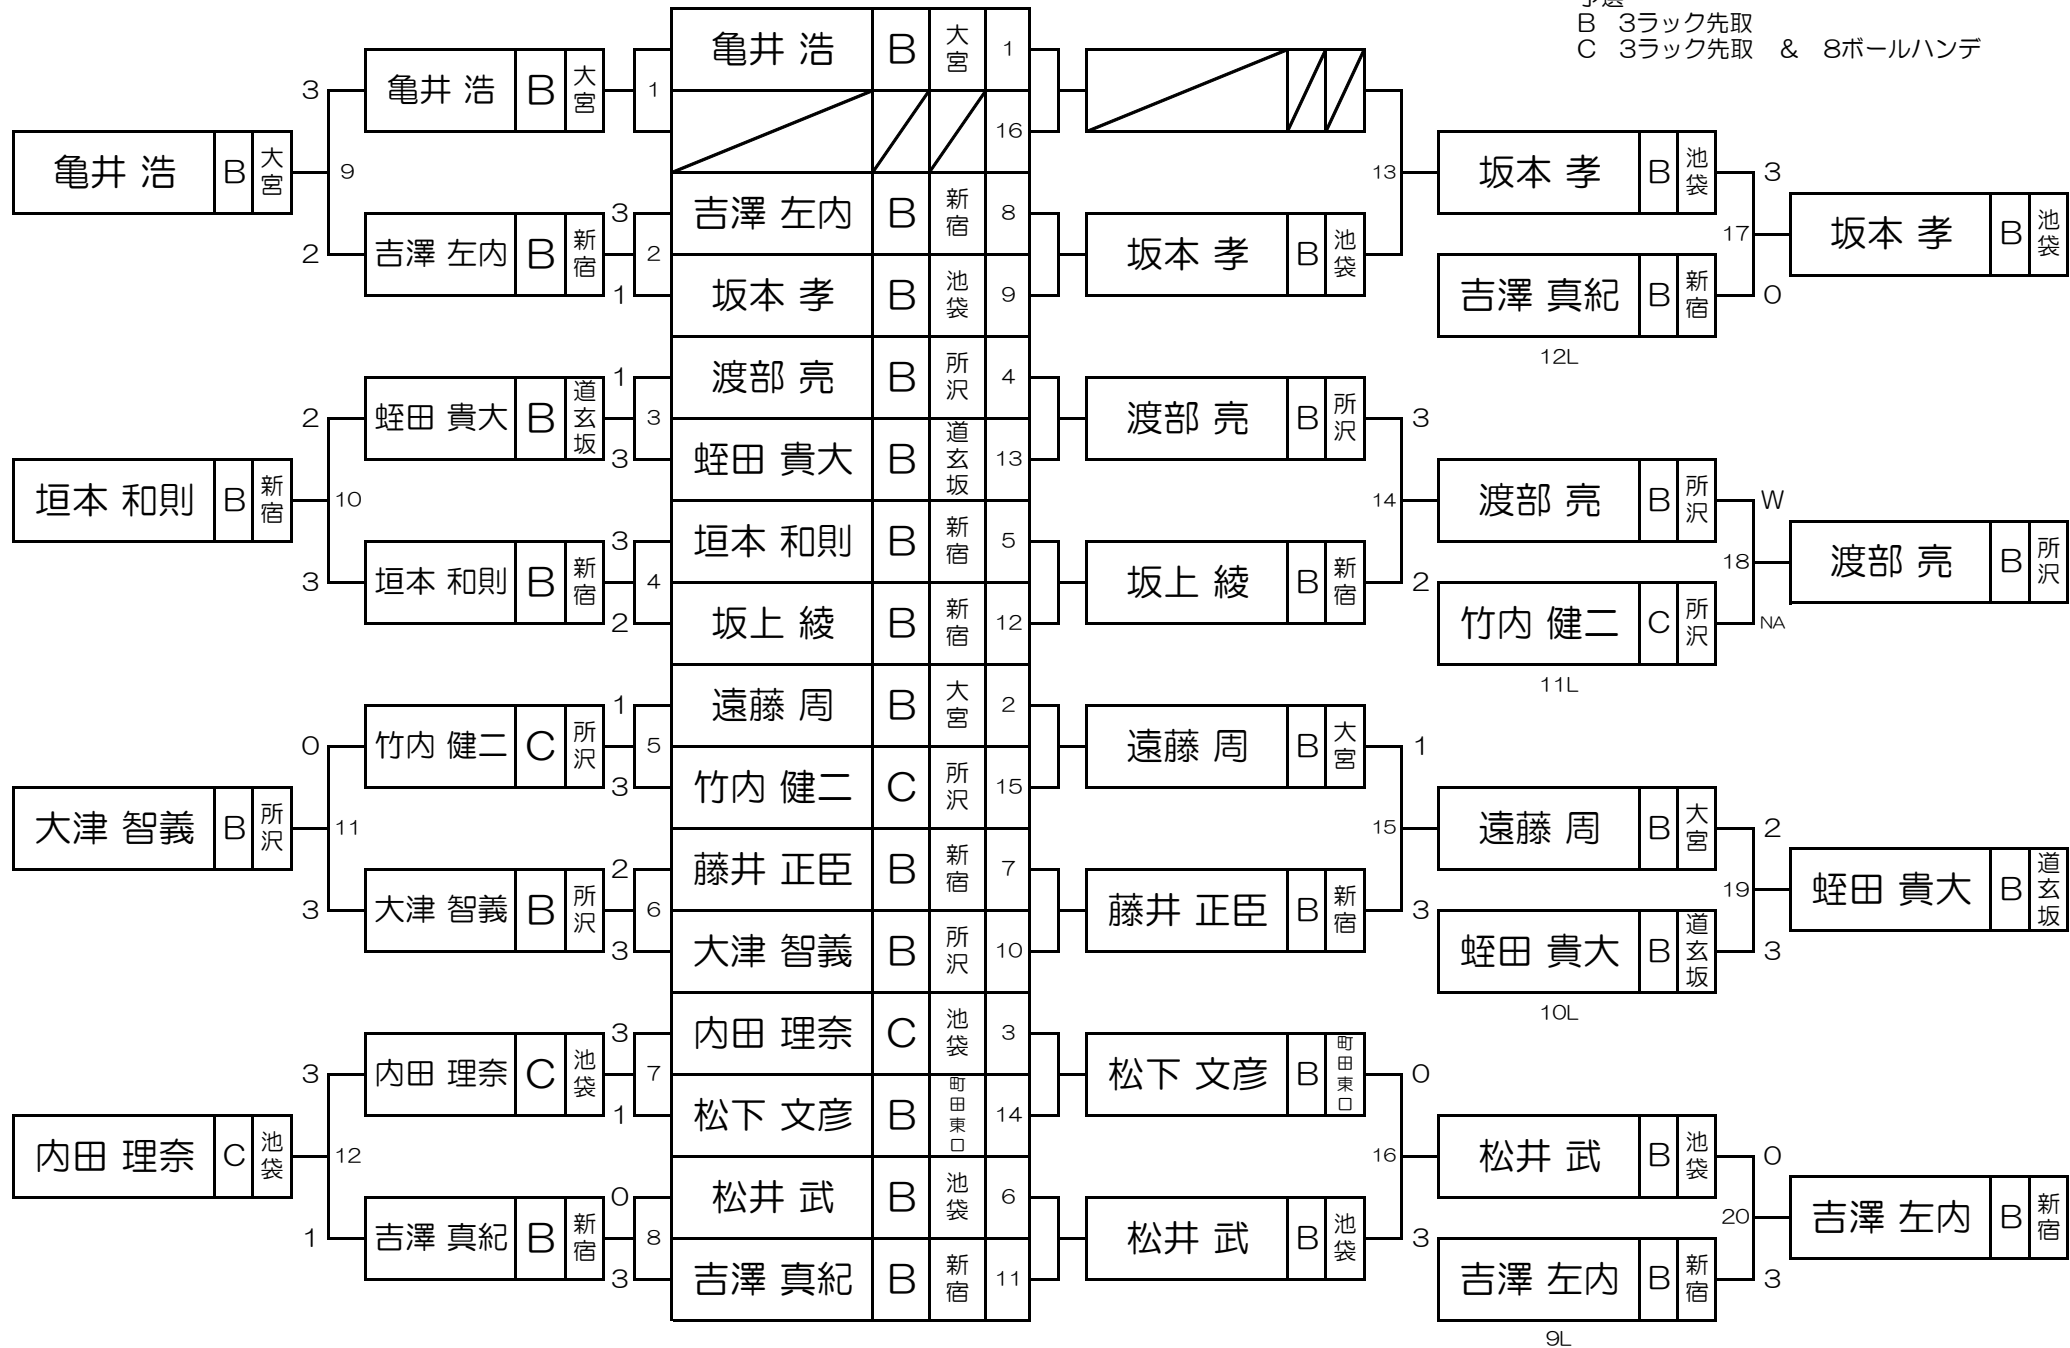 B 3ラック先取
C 3ラック先取 & 8ボールハンデ
亀井 浩 B 大宮
垣本 和則 B 新宿
大津 智義 B 所沢
内田 理奈 C 池袋
3
9
2
2
10
3
0
11
3
3
12
1
亀井 浩 B 大宮
吉澤 左内 B 新宿
蛭田 貴大 B 道玄坂
垣本 和則 B 新宿
竹内 健二 C 所沢
大津 智義 B 所沢
内田 理奈 C 池袋
吉澤 真紀 B 新宿
1
3
2
1
1
3
3
3
4
2
1
5
3
2
6
3
3
7
1
0
8
3
亀井 浩 B 大宮 1
16
吉澤 左内 B 新宿 8
坂本 孝 B 池袋 9
渡部 亮 B 所沢 4
蛭田 貴大 B 道玄坂 13
垣本 和則 B 新宿 5
坂上 綾 B 新宿 12
遠藤 周 B 大宮 2
竹内 健二 C 所沢 15
藤井 正臣 B 新宿 7
大津 智義 B 所沢 10
内田 理奈 C 池袋 3
松下 文彦 B 町田東口 14
松井 武 B 池袋 6
吉澤 真紀 B 新宿 11
坂本 孝 B 池袋
渡部 亮 B 所沢
坂上 綾 B 新宿
遠藤 周 B 大宮
藤井 正臣 B 新宿
松下 文彦 B 町田東口
松井 武 B 池袋
13
3
14
2
1
15
3
0
16
3
坂本 孝 B 池袋
吉澤 真紀 B 新宿
12L
渡部 亮 B 所沢
竹内 健二 C 所沢
11L
遠藤 周 B 大宮
蛭田 貴大 B 道玄坂
10L
松井 武 B 池袋
吉澤 左内 B 新宿
9L
3
17
0
W
18
NA
2
19
3
0
20
3
坂本 孝 B 池袋
渡部 亮 B 所沢
蛭田 貴大 B 道玄坂
吉澤 左内 B 新宿